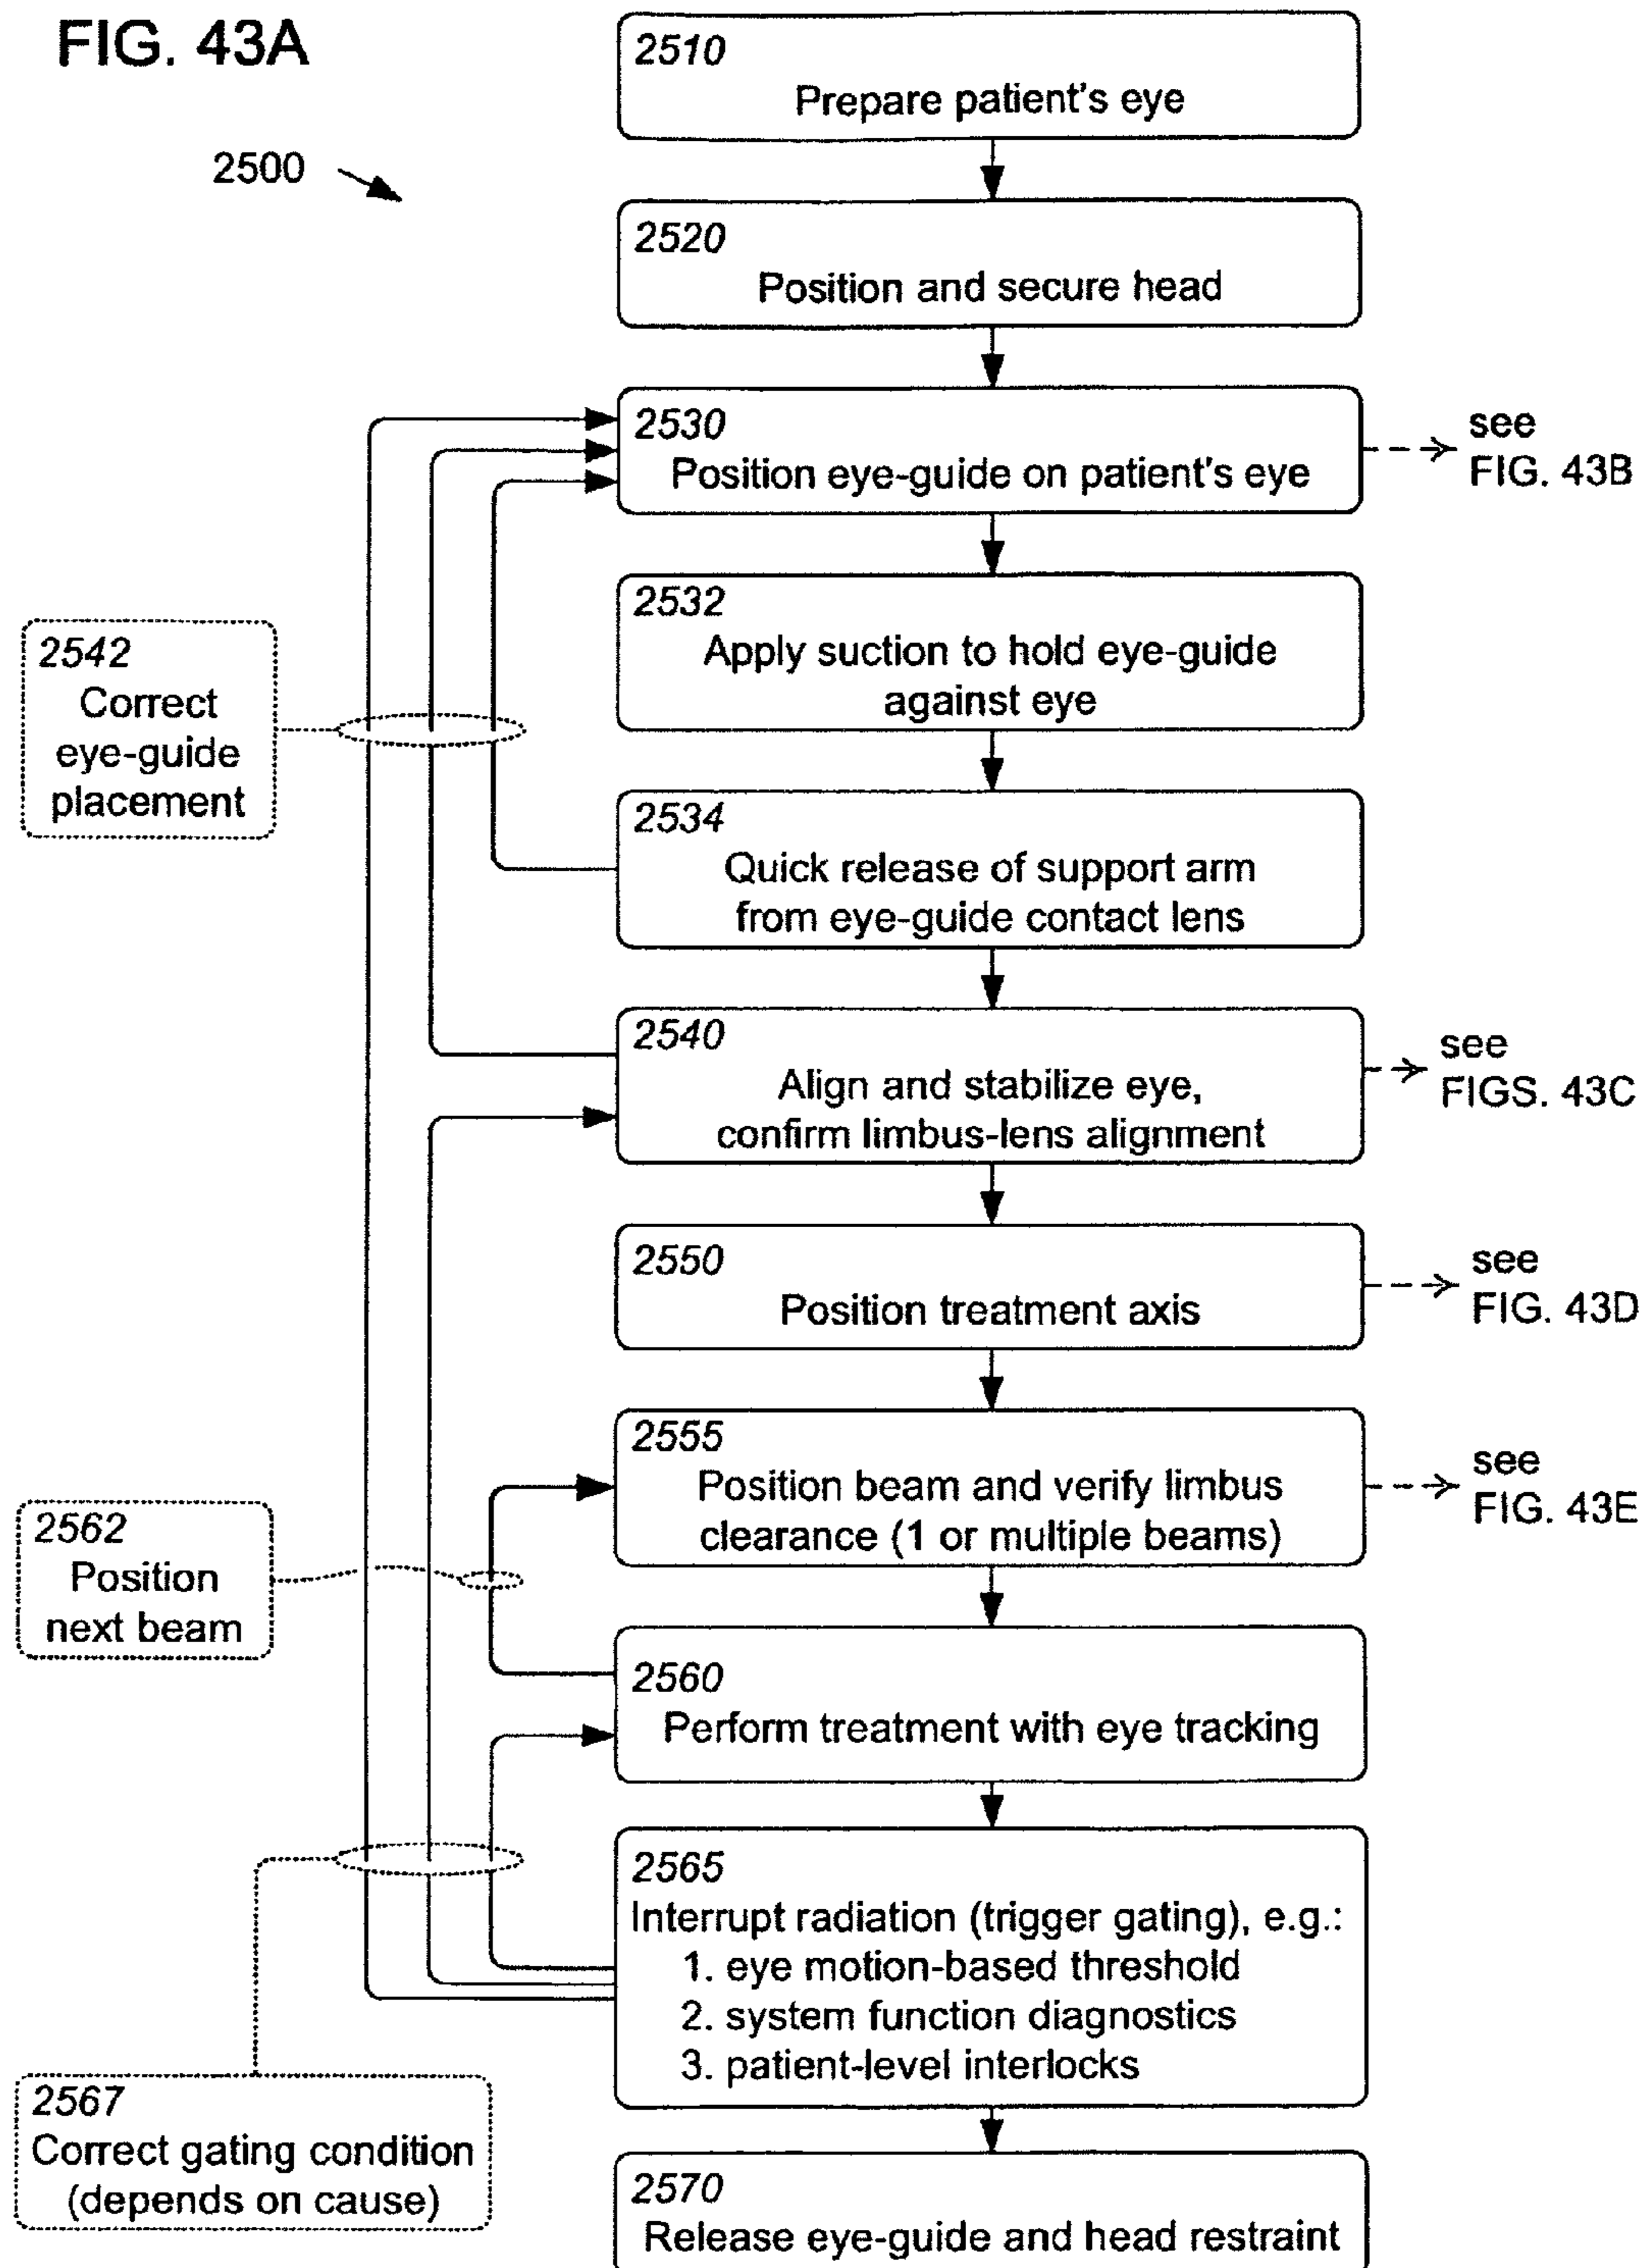 FIG. 43A
2500
2510
Prepare patient's eye
2520
Position and secure head
2530
Position eye-guide on patient's eye
see
FIG. 43B
2532
Apply suction to hold eye-guide
against eye
2542
Correct
eye-guide
placement
2534
Quick release of support arm
from eye-guide contact lens
2540
Align and stabilize eye,
confirm limbus-lens alignment
see
FIGS. 43C
2550
Position treatment axis
see
FIG. 43D
2555
Position beam and verify limbus
clearance (1 or multiple beams)
see
FIG. 43E
2562
Position
next beam
2560
Perform treatment with eye tracking
2565
Interrupt radiation (trigger gating), e.g.:
1. eye motion-based threshold
2. system function diagnostics
3. patient-level interlocks
2567
Correct gating condition
(depends on cause)
2570
Release eye-guide and head restraint